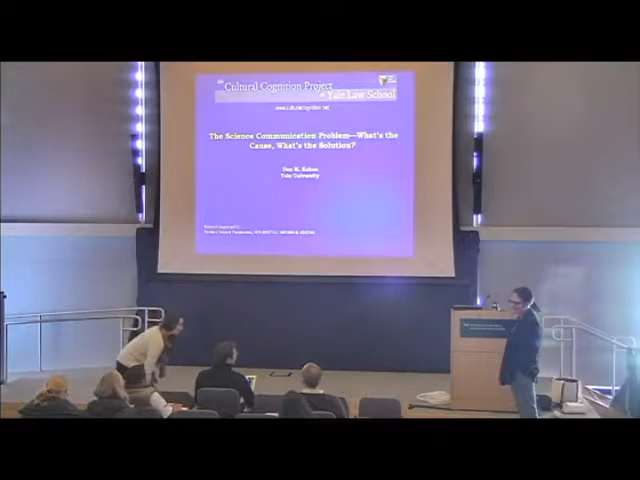 the
Cultural Cognition Project
at Yale Law School
www.culturalcognition.net
The Science Communication Problem—What's the
Cause, What's the Solution?
Dan M. Kahan
Yale University